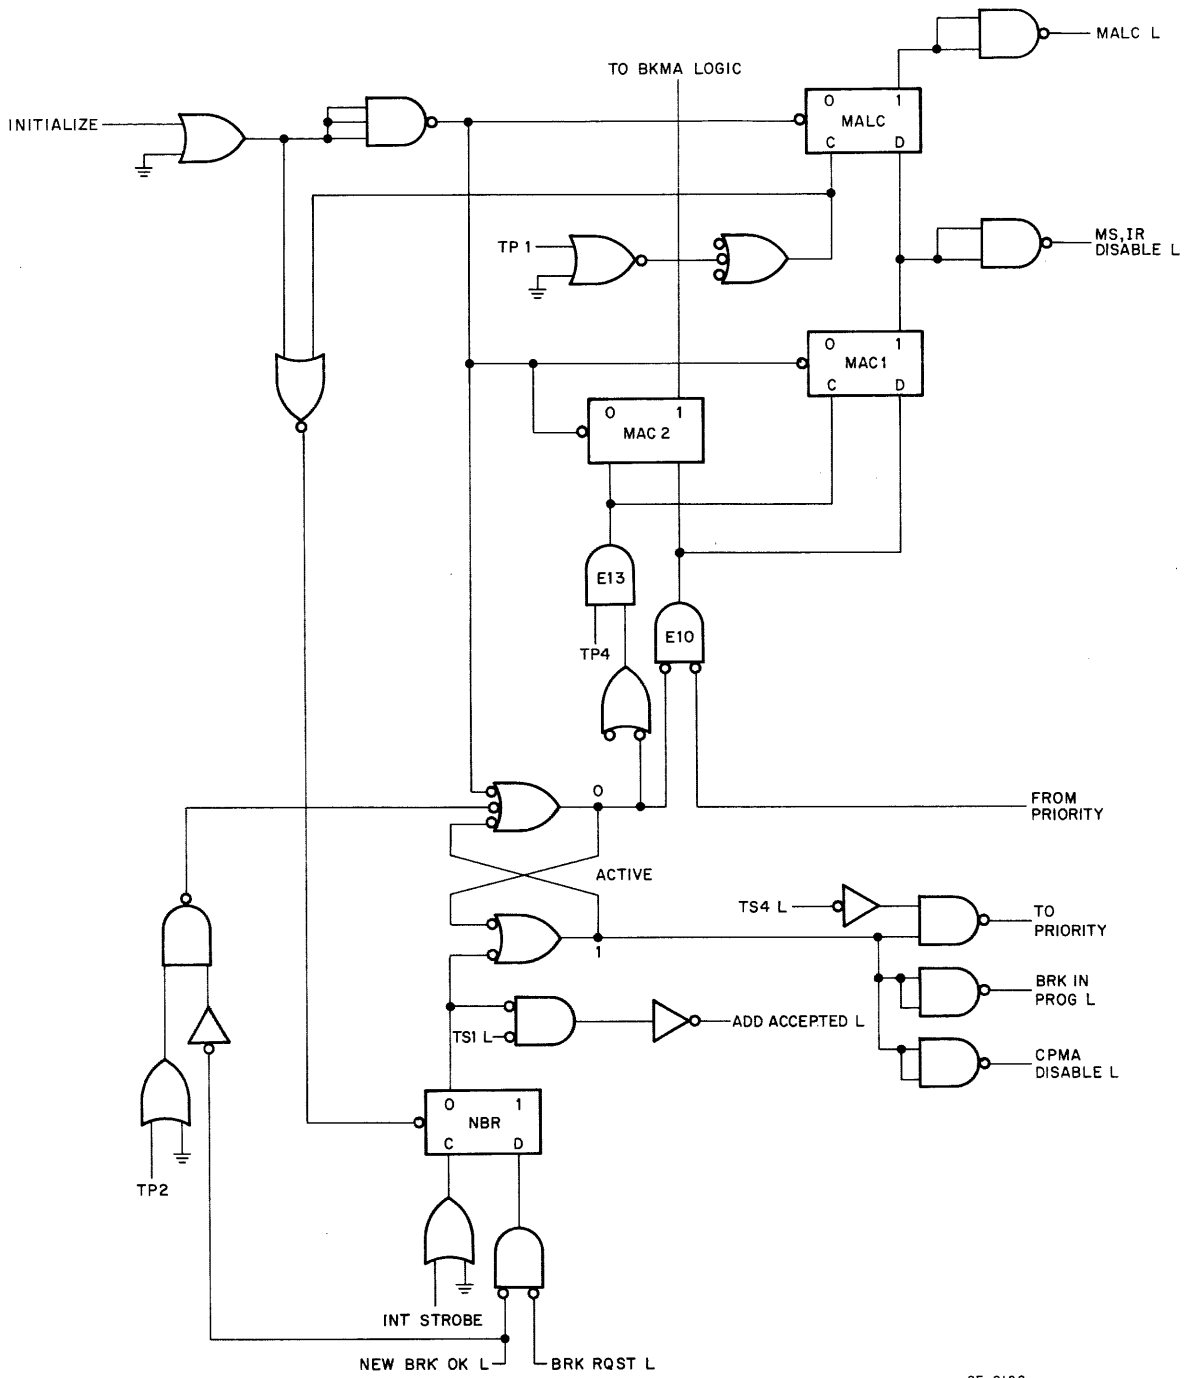 MALC L
TO BKMA LOGIC
INITIALIZE
0 1
MALC
C D
TP 1
MS,IR
DISABLE L
0 1
MAC1
C D
0 1
MAC 2
E13
E10
TP4
0
FROM
PRIORITY
ACTIVE
TS4 L
TO
PRIORITY
1
BRK IN
PROG L
TS1 L
ADD ACCEPTED L
CPMA
DISABLE L
0 1
NBR
C D
TP2
INT STROBE
NEW BRK OK L
BRK RQST L